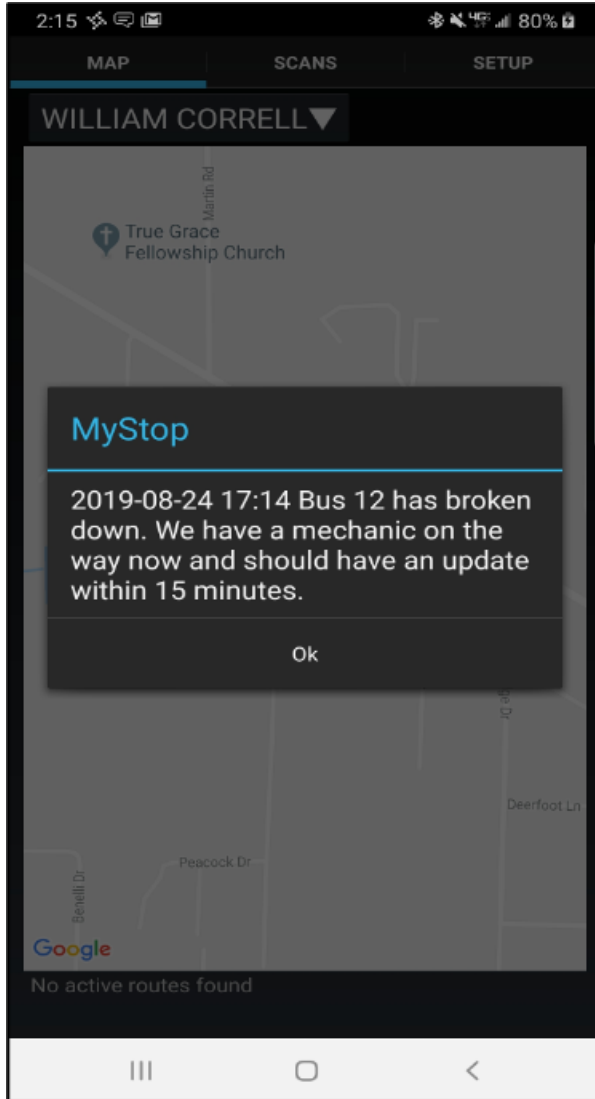 2:15 4G 80%
MAP SCANS SETUP
WILLIAM CORRELL▼
Martin Rd
True Grace
Fellowship Church
MyStop
2019-08-24 17:14 Bus 12 has broken
down. We have a mechanic on the
way now and should have an update
within 15 minutes.
Ok
Dr
Deerfoot Ln
Peacock Dr
Benelli Dr
Google
No active routes found